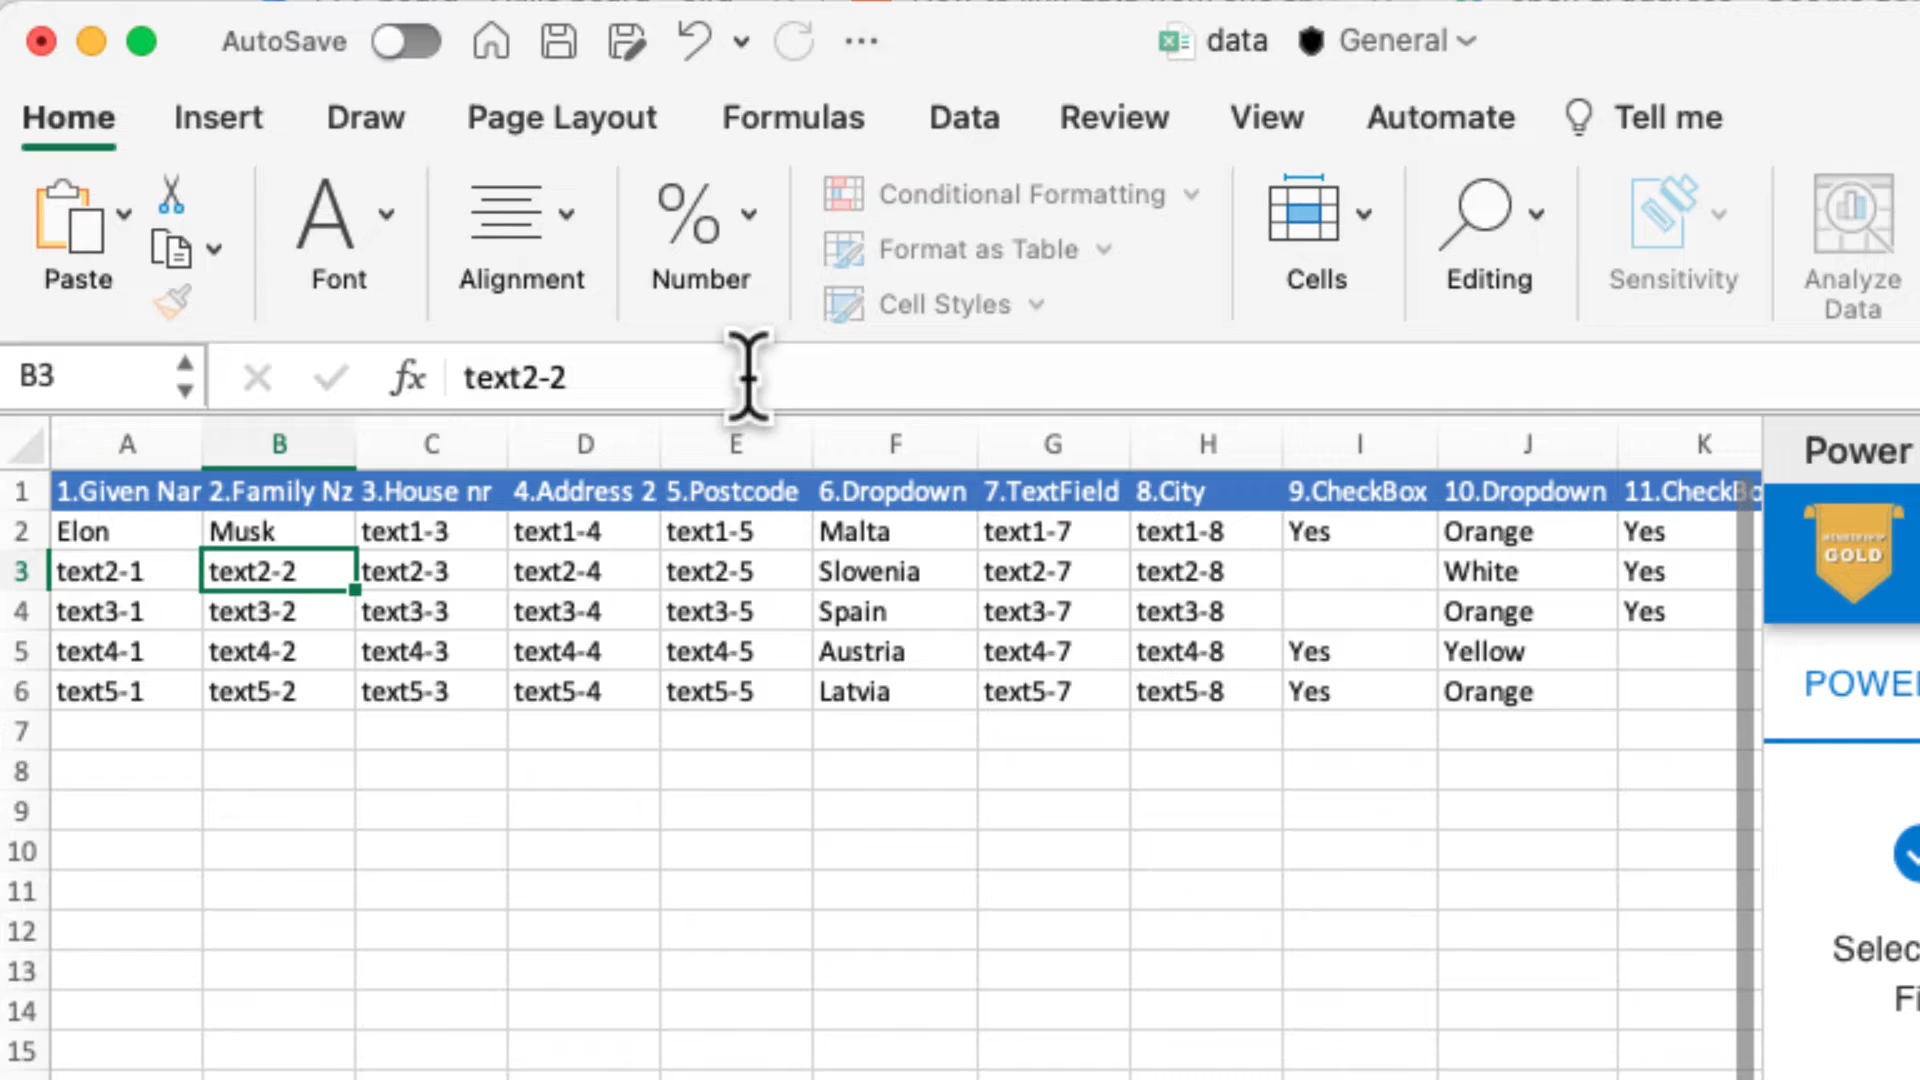 AutoSave
data General
Home Insert Draw Page Layout Formulas Data Review View Automate Tell me
Paste Font Alignment Number Conditional Formatting Format as Table Cell Styles Cells Editing Sensitivity Analyze Data
B3 fx text2-2
A B C D E F G H I J K
1 1.Given Nar 2.Family Na 3.House nr 4.Address 2 5.Postcode 6.Dropdown 7.TextField 8.City 9.CheckBox 10.Dropdown 11.CheckBo
2 Elon Musk text1-3 text1-4 text1-5 Malta text1-7 text1-8 Yes Orange Yes
3 text2-1 text2-2 text2-3 text2-4 text2-5 Slovenia text2-7 text2-8 White Yes
4 text3-1 text3-2 text3-3 text3-4 text3-5 Spain text3-7 text3-8 Orange Yes
5 text4-1 text4-2 text4-3 text4-4 text4-5 Austria text4-7 text4-8 Yes Yellow
6 text5-1 text5-2 text5-3 text5-4 text5-5 Latvia text5-7 text5-8 Yes Orange
7
8
9
10
11
12
13
14
15
Power
GOLD
POWE
Selec
Fi